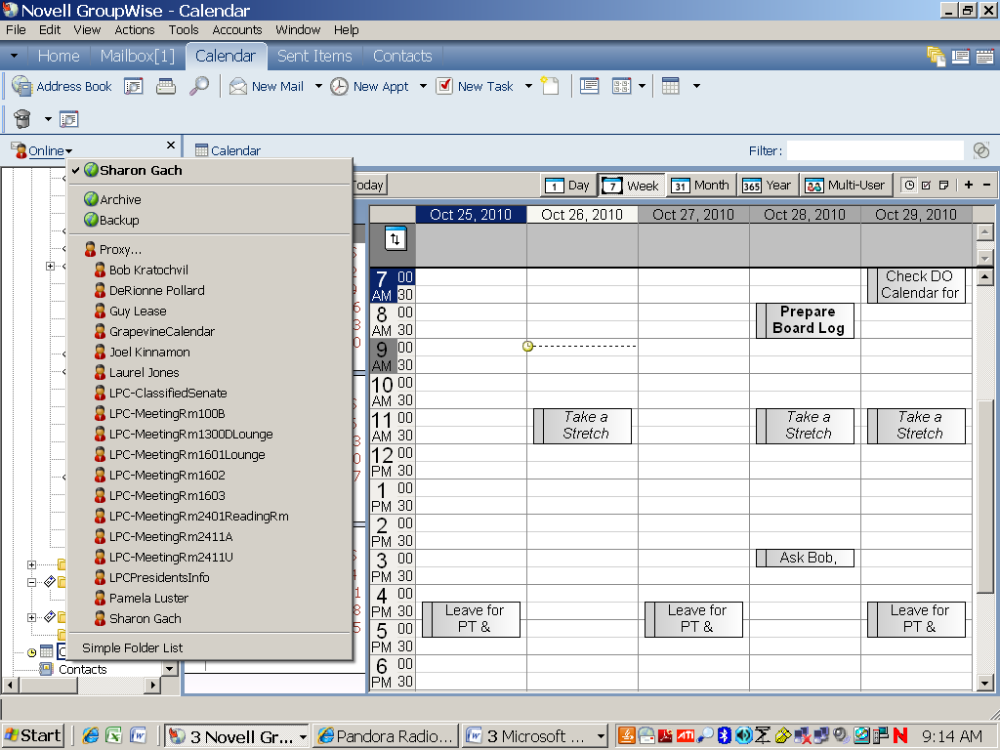 Novell GroupWise - Calendar
File Edit View Actions Tools Accounts Window Help
Home Mailbox[1] Calendar Sent Items Contacts
Address Book New Mail New Appt New Task
Online Calendar Filter:
Sharon Gach
Archive
Backup
Proxy...
Bob Kratochvil
DeRionne Pollard
Guy Lease
GrapevineCalendar
Joel Kinnamon
Laurel Jones
LPC-ClassifiedSenate
LPC-MeetingRm100B
LPC-MeetingRm1300DLounge
LPC-MeetingRm1601Lounge
LPC-MeetingRm1602
LPC-MeetingRm1603
LPC-MeetingRm2401ReadingRm
LPC-MeetingRm2411A
LPC-MeetingRm2411U
LPCPresidentsInfo
Pamela Luster
Sharon Gach
Simple Folder List
Contacts
Today 1 Day 7 Week 31 Month 365 Year Multi-User
Oct 25, 2010 Oct 26, 2010 Oct 27, 2010 Oct 28, 2010 Oct 29, 2010
7 00
AM 30
Check DO
Calendar for
8 00
AM 30
Prepare
Board Log
9 00
AM 30
10 00
AM 30
11 00
AM 30
Take a
Stretch
Take a
Stretch
Take a
Stretch
12 00
PM 30
1 00
PM 30
2 00
PM 30
3 00
PM 30
Ask Bob,
4 00
PM 30
Leave for
PT &
Leave for
PT &
Leave for
PT &
5 00
PM 30
6 00
PM 30
Start 3 Novell Gr... Pandora Radio... 3 Microsoft ... 9:14 AM